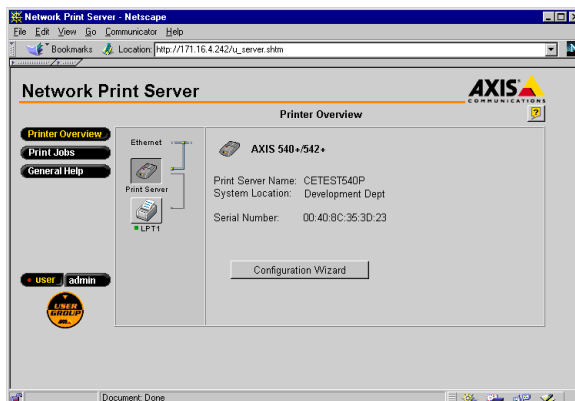 Network Print Server - Netscape
File Edit View Go Communicator Help
Bookmarks Location: http://171.16.4.242/u_server.shtm
Network Print Server
AXIS
COMMUNICATIONS
Printer Overview
?
Printer Overview
Print Jobs
General Help
Ethernet
Print Server
LPT1
AXIS 540+/542+
Print Server Name: CETEST540P
System Location: Development Dept
Serial Number: 00:40:8C:35:3D:23
Configuration Wizard
user admin
USER
GROUP
Document: Done